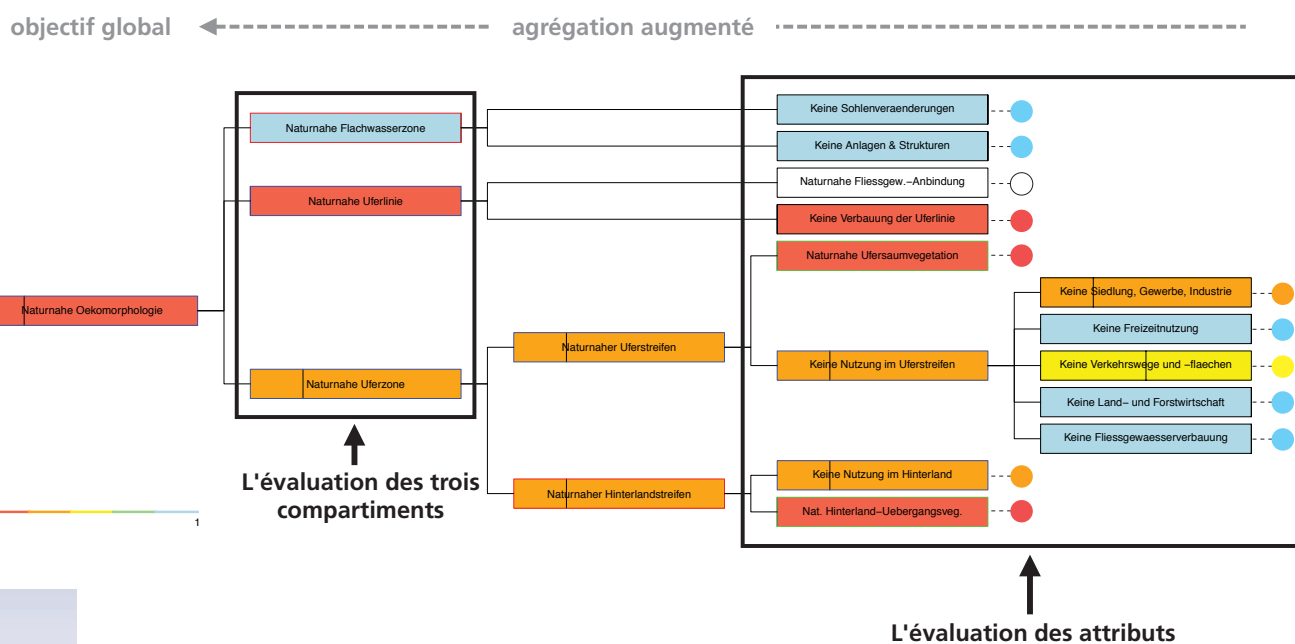 objectif global
agrégation augmenté
Keine Sohlenveraenderungen
Naturnahe Flachwasserzone
Keine Anlagen & Strukturen
Naturnahe Fliessgew.−Anbindung
Naturnahe Uferlinie
Keine Verbauung der Uferlinie
Naturnahe Ufersaumvegetation
Keine Siedlung, Gewerbe, Industrie
Naturnahe Oekomorphologie
Keine Freizeitnutzung
Naturnaher Uferstreifen
Keine Nutzung im Uferstreifen
Keine Verkehrswege und −flaechen
Naturnahe Uferzone
Keine Land− und Forstwirtschaft
Keine Fliessgewaesserverbauung
L'évaluation des trois
compartiments
Keine Nutzung im Hinterland
Naturnaher Hinterlandstreifen
Nat. Hinterland−Uebergangsveg.
1
L'évaluation des attributs